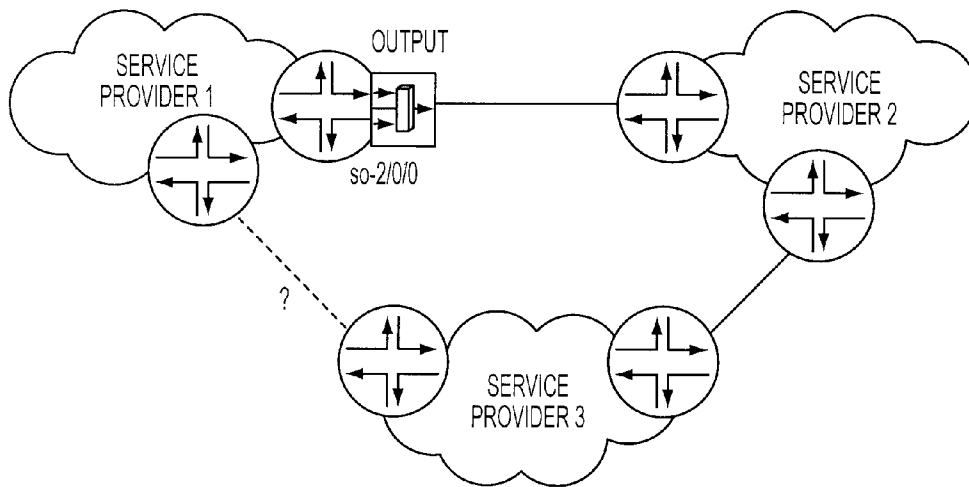 OUTPUT
SERVICE
PROVIDER 1
so-2/0/0
SERVICE
PROVIDER 2
?
SERVICE
PROVIDER 3